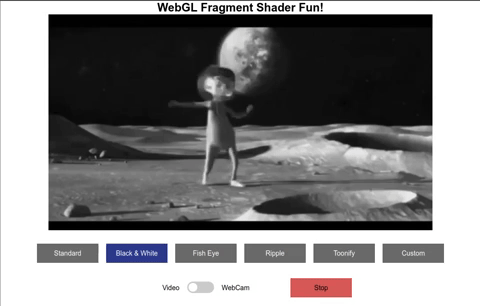 WebGL Fragment Shader Fun!
Standard
Black & White
Fish Eye
Ripple
Toonify
Custom
Video
WebCam
Stop